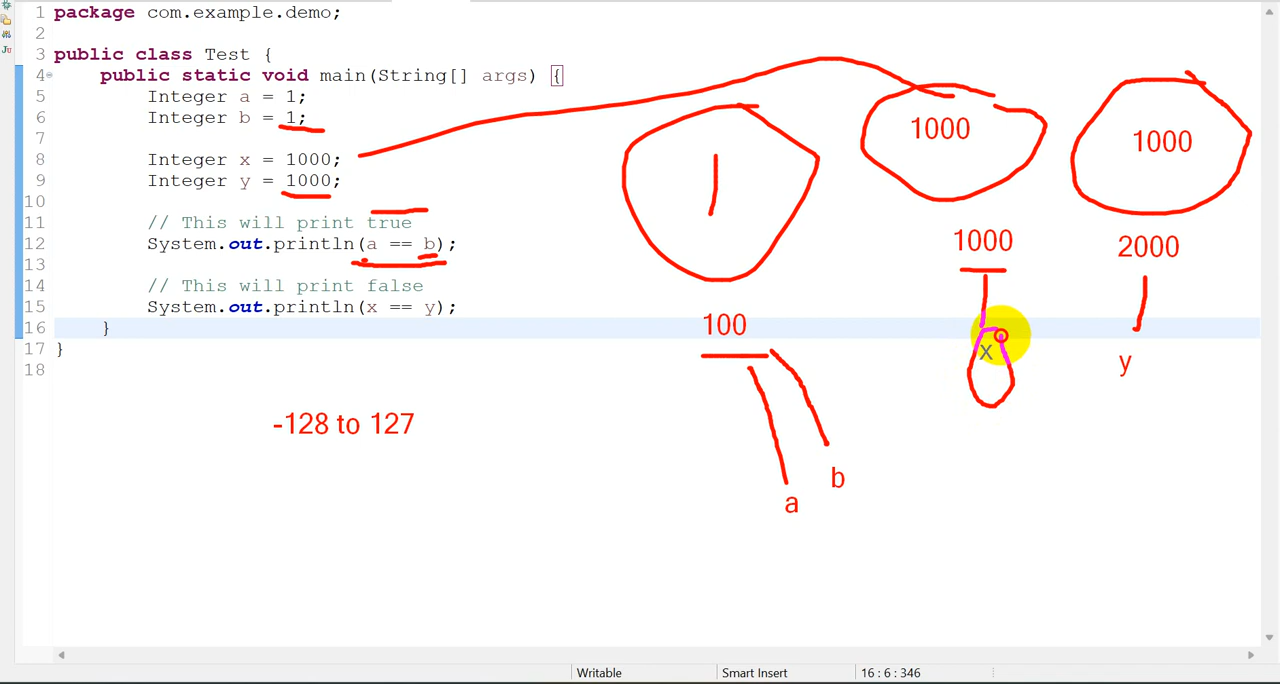 1 package com.example.demo;
2
3 public class Test {
4 public static void main(String[] args) {
5 Integer a = 1;
6 Integer b = 1;
7
8 Integer x = 1000;
9 Integer y = 1000;
10
11 // This will print true
12 System.out.println(a == b);
13
14 // This will print false
15 System.out.println(x == y);
16 }
17 }
18
1
1000
1000
1000
2000
100
x
y
-128 to 127
b
a
Writable
Smart Insert
16 : 6 : 346